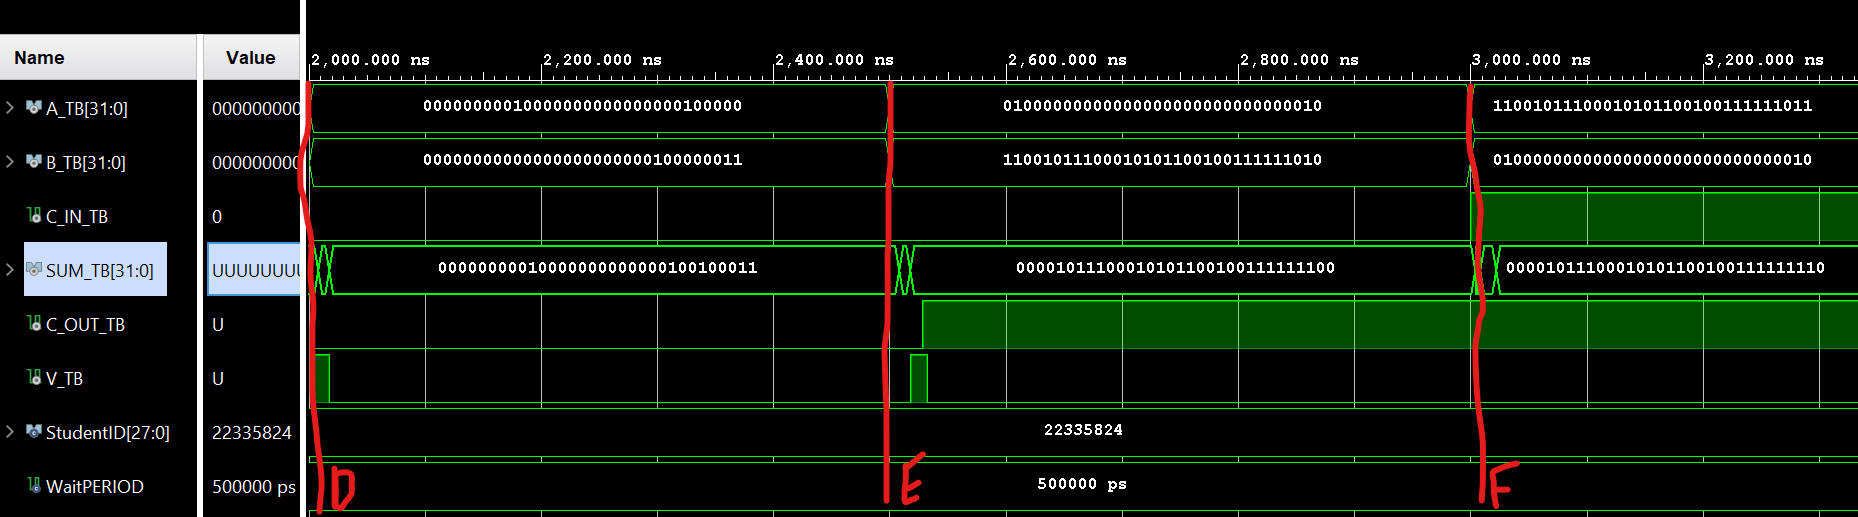 Name Value 2,000.000 ns 2,200.000 ns 2,400.000 ns 2,600.000 ns 2,800.000 ns 3,000.000 ns 3,200.000 ns
A_TB[31:0] 000000000 00000000010000000000000000100000 01000000000000000000000000000010 11001011100010101100100111111011
B_TB[31:0] 000000000 00000000000000000000000100000011 11001011100010101100100111111010 01000000000000000000000000000010
C_IN_TB 0
SUM_TB[31:0] UUUUUUUU 00000000010000000000000100100011 00001011100010101100100111111100 00001011100010101100100111111110
C_OUT_TB U
V_TB U
StudentID[27:0] 22335824 22335824
WaitPERIOD 500000 ps 500000 ps
D E F